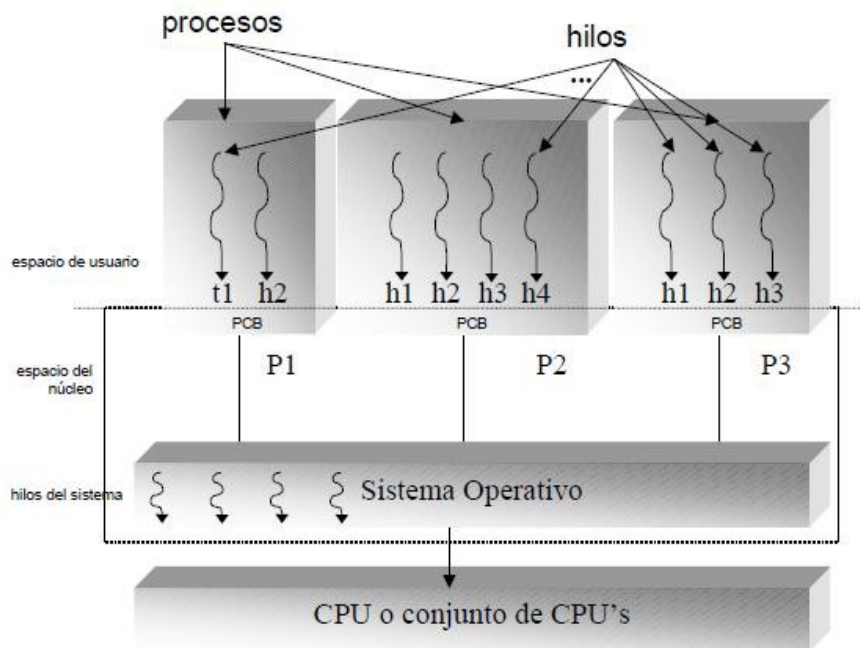 procesos
hilos
...
espacio de usuario
t1 h2
h1 h2 h3 h4
h1 h2 h3
PCB
PCB
PCB
espacio del
núcleo
P1
P2
P3
hilos del sistema
Sistema Operativo
CPU o conjunto de CPU's